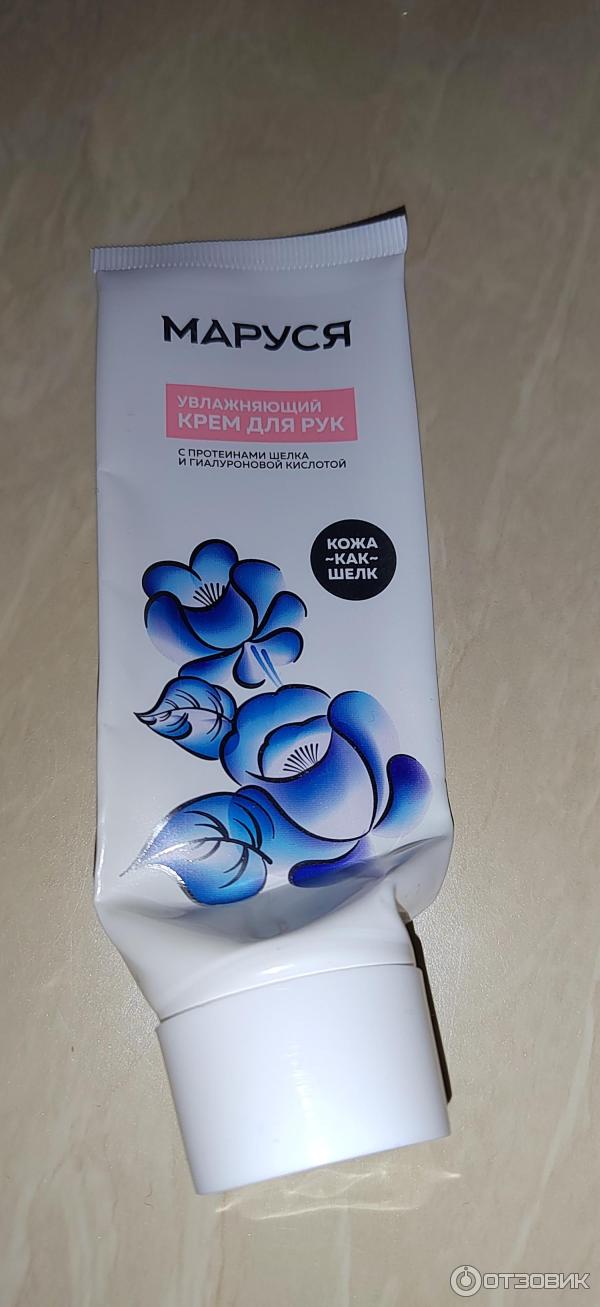 МАРУСЯ
УВЛАЖНЯЮЩИЙ
КРЕМ ДЛЯ РУК
С ПРОТЕИНАМИ ШЕЛКА
И ГИАЛУРОНОВОЙ КИСЛОТОЙ
КОЖА
~КАК~
ШЕЛК
ОТЗОВИК